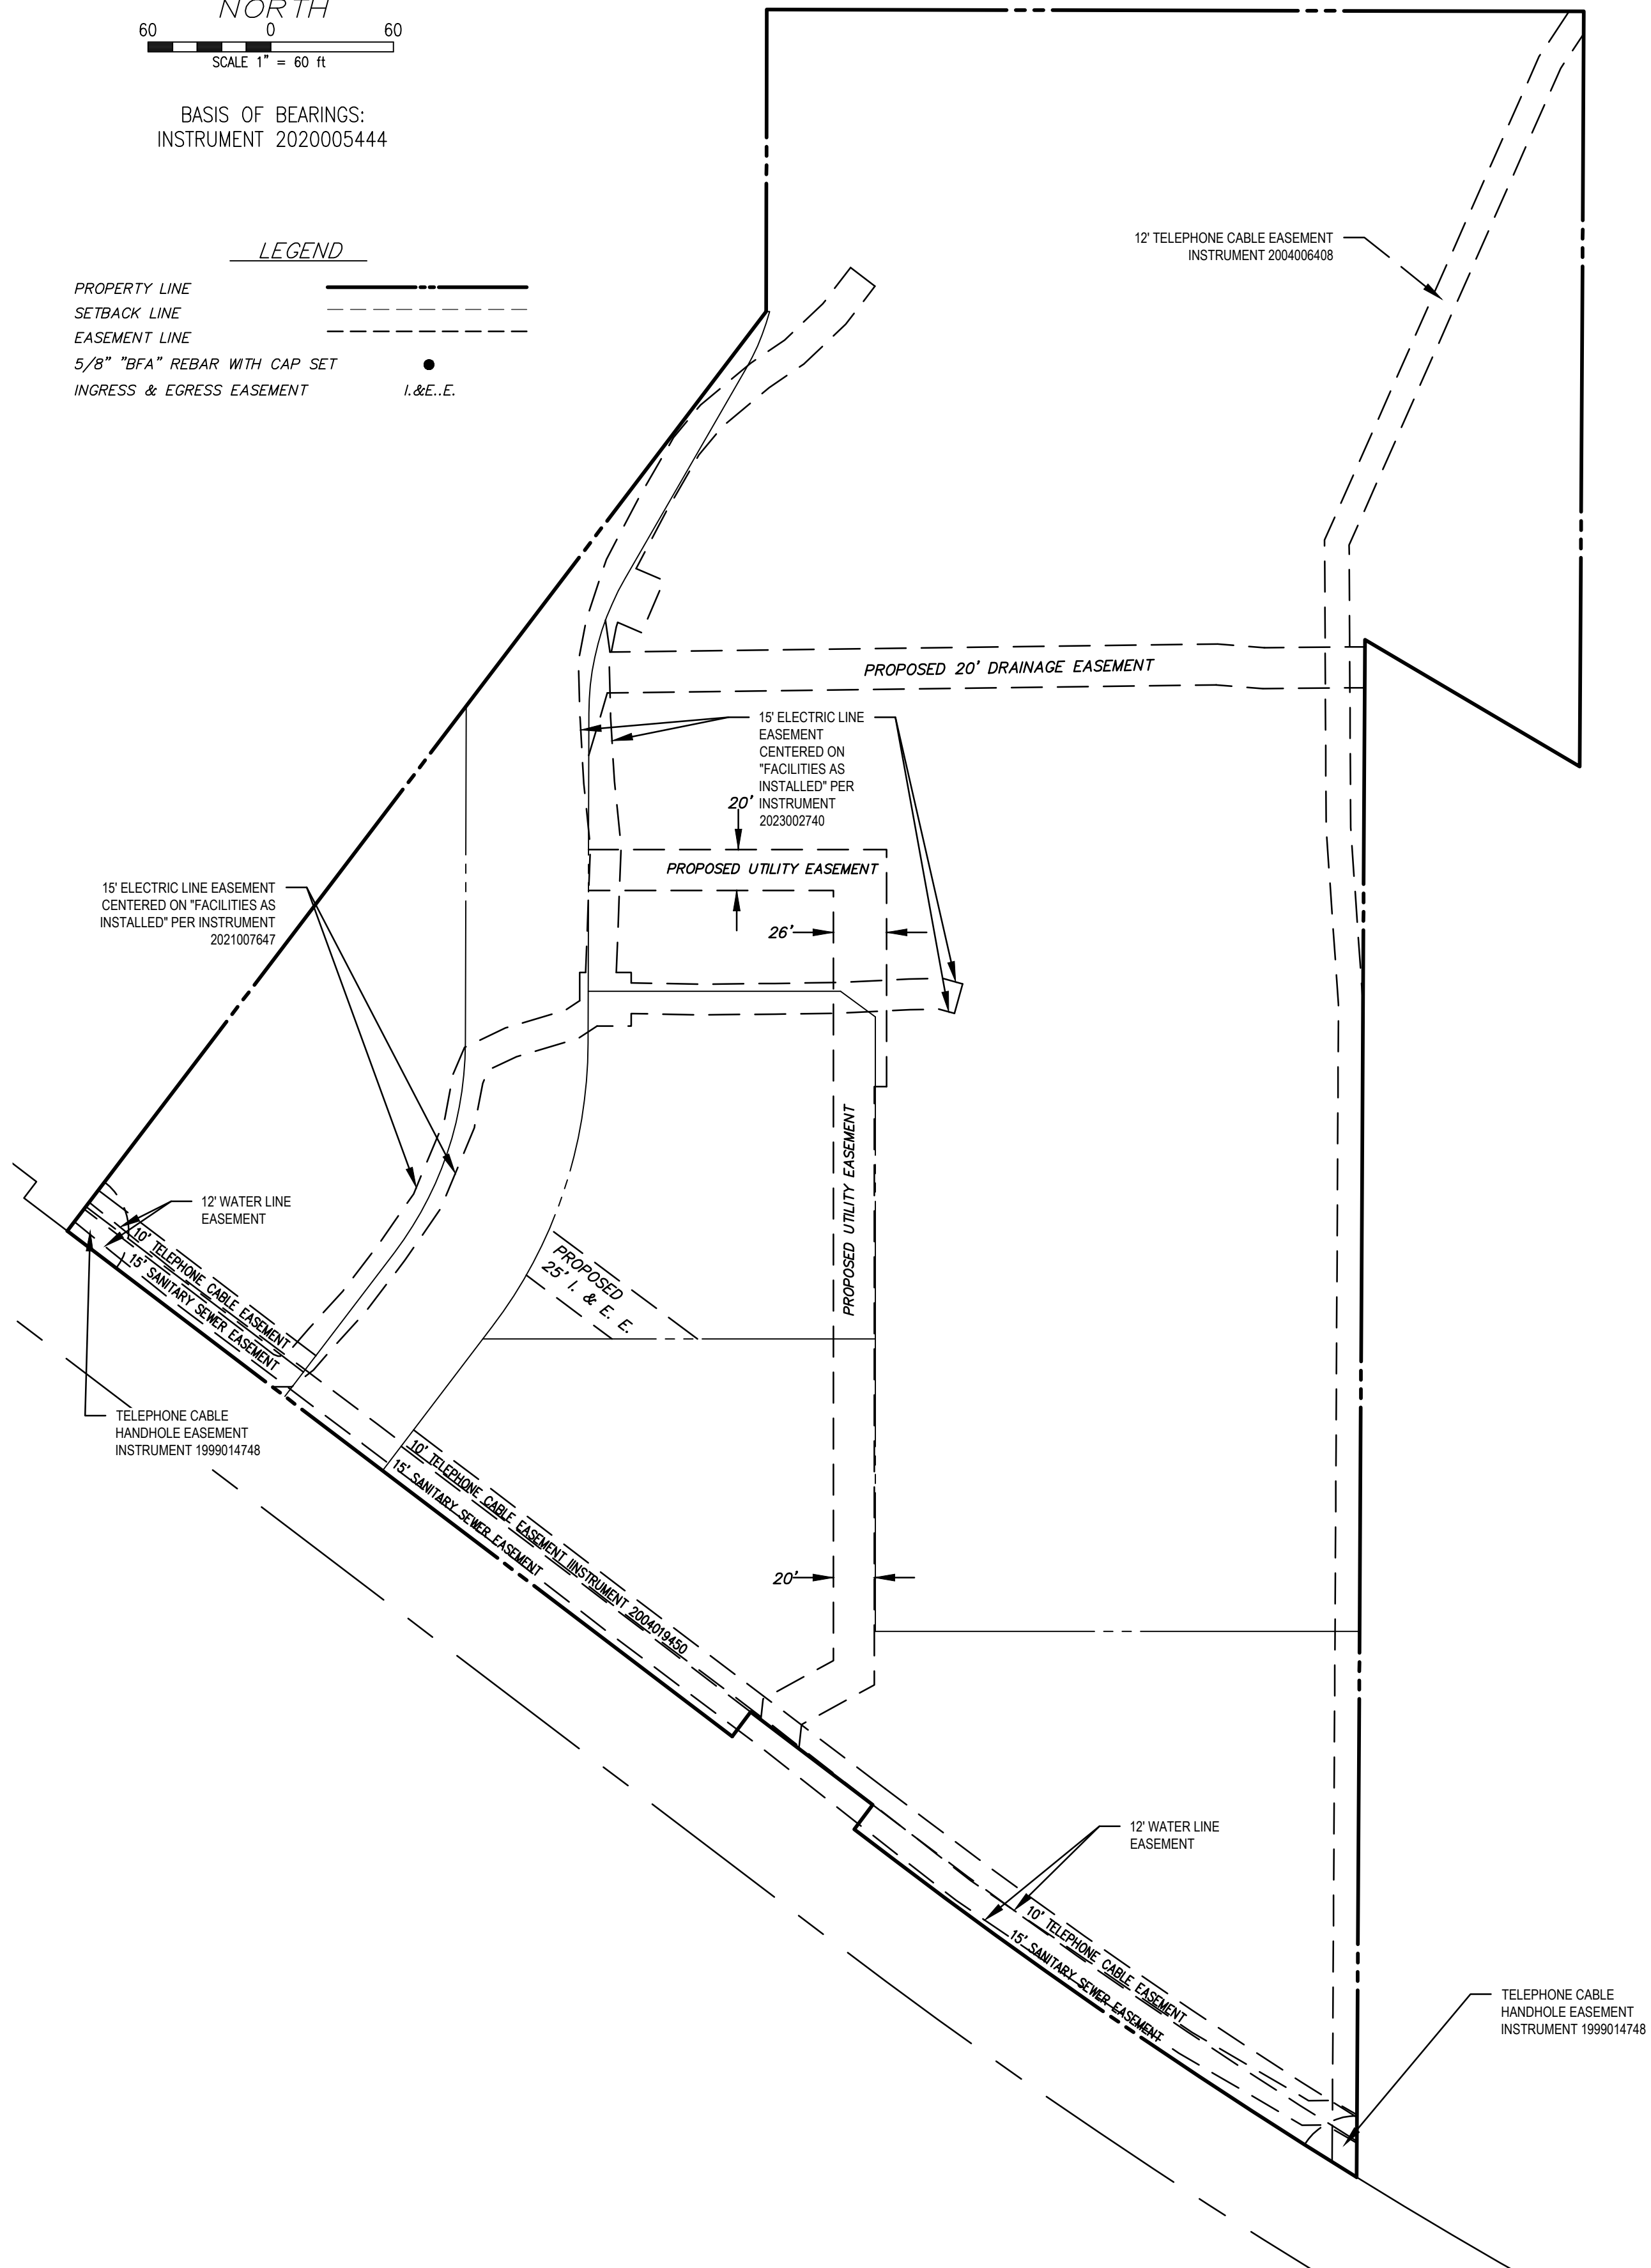 NORTH
60 0 60
SCALE 1" = 60 ft
BASIS OF BEARINGS:
INSTRUMENT 2020005444
LEGEND
PROPERTY LINE
SETBACK LINE
EASEMENT LINE
5/8" "BFA" REBAR WITH CAP SET
INGRESS & EGRESS EASEMENT I.&E..E.
12' TELEPHONE CABLE EASEMENT
INSTRUMENT 2004006408
PROPOSED 20' DRAINAGE EASEMENT
15' ELECTRIC LINE
EASEMENT
CENTERED ON
"FACILITIES AS
INSTALLED" PER
INSTRUMENT
2023002740
20'
PROPOSED UTILITY EASEMENT
26'
15' ELECTRIC LINE EASEMENT
CENTERED ON "FACILITIES AS
INSTALLED" PER INSTRUMENT
2021007647
PROPOSED UTILITY EASEMENT
12' WATER LINE
EASEMENT
10' TELEPHONE CABLE EASEMENT
15' SANITARY SEWER EASEMENT
PROPOSED
25' I. & E. E.
TELEPHONE CABLE
HANDHOLE EASEMENT
INSTRUMENT 1999014748
10' TELEPHONE CABLE EASEMENT IINSTRUMENT 2004019450
15' SANITARY SEWER EASEMENT
20'
12' WATER LINE
EASEMENT
10' TELEPHONE CABLE EASEMENT
15' SANITARY SEWER EASEMENT
TELEPHONE CABLE
HANDHOLE EASEMENT
INSTRUMENT 1999014748